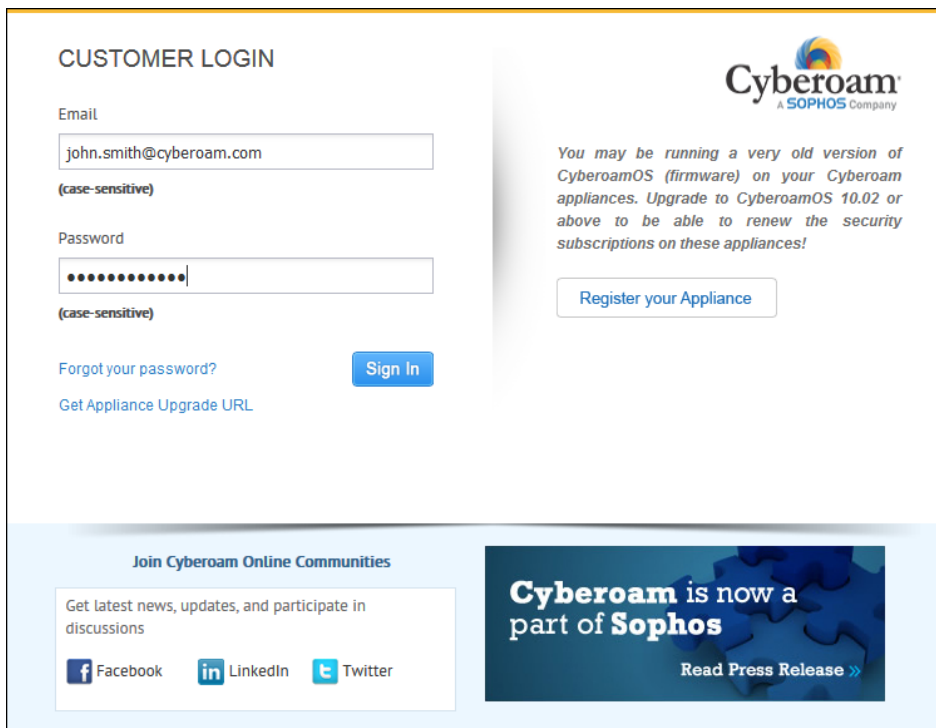 CUSTOMER LOGIN
Email
john.smith@cyberoam.com
(case-sensitive)
Password
••••••••••••
(case-sensitive)
Forgot your password?
Sign In
Get Appliance Upgrade URL
Cyberoam
A SOPHOS Company
You may be running a very old version of
CyberoamOS (firmware) on your Cyberoam
appliances. Upgrade to CyberoamOS 10.02 or
above to be able to renew the security
subscriptions on these appliances!
Register your Appliance
Join Cyberoam Online Communities
Get latest news, updates, and participate in
discussions
Facebook
LinkedIn
Twitter
Cyberoam is now a
part of Sophos
Read Press Release »